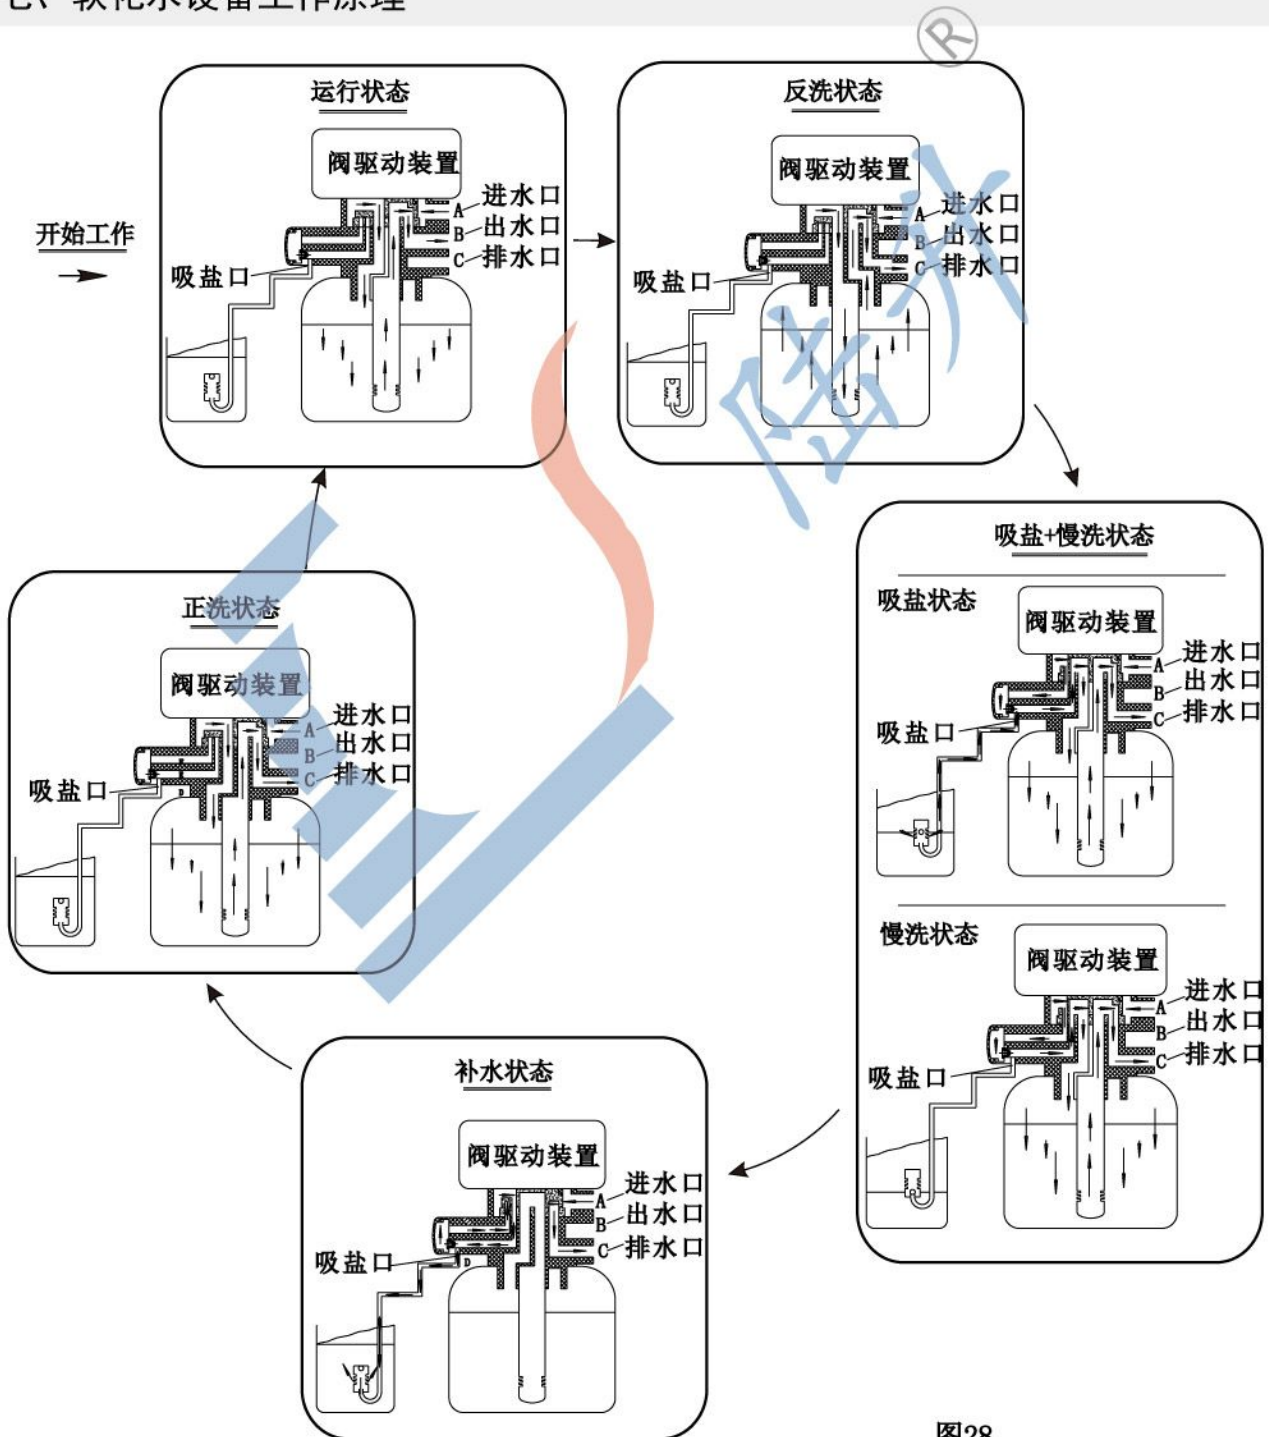 七、软化水设备工作原理
®
运行状态
阀驱动装置
A 进水口
B 出水口
C 排水口
吸盐口
开始工作
反洗状态
阀驱动装置
A 进水口
B 出水口
C 排水口
吸盐口
陆升
吸盐+慢洗状态
吸盐状态
阀驱动装置
A 进水口
B 出水口
C 排水口
吸盐口
慢洗状态
阀驱动装置
A 进水口
B 出水口
C 排水口
吸盐口
正洗状态
阀驱动装置
A 进水口
B 出水口
C 排水口
吸盐口
D
补水状态
阀驱动装置
A 进水口
B 出水口
C 排水口
吸盐口
D
图28